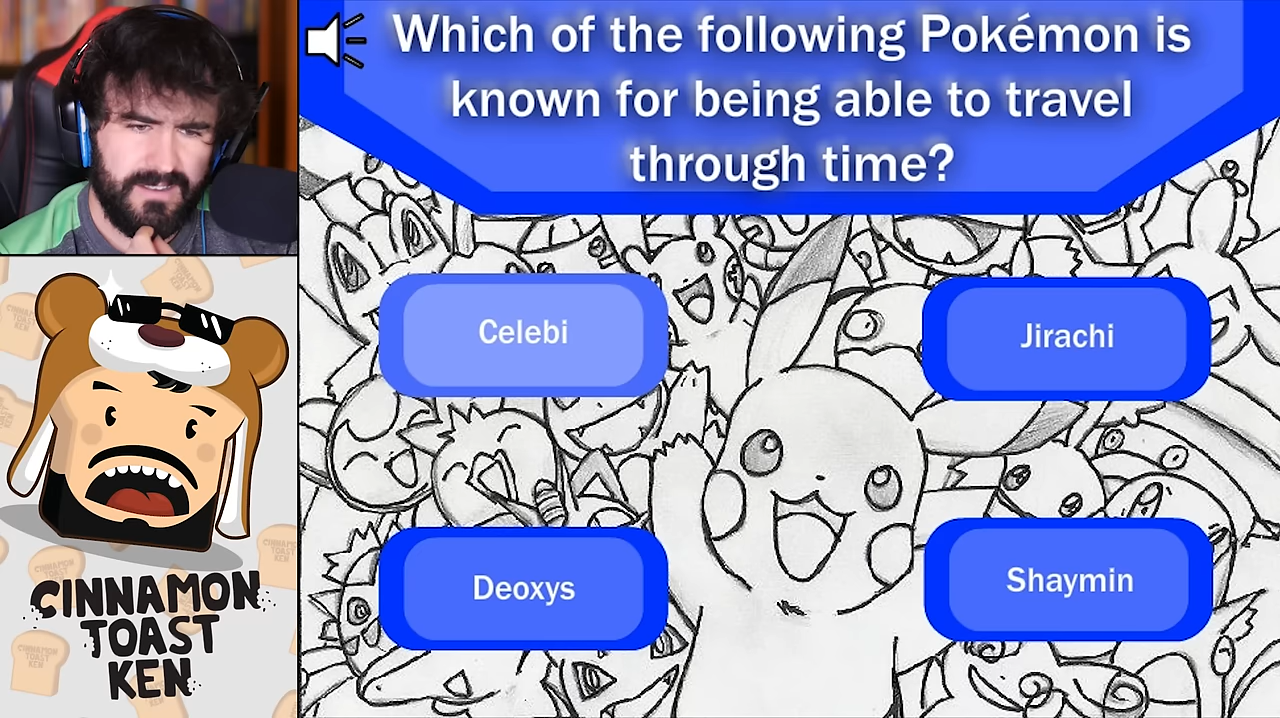 Which of the following Pokémon is
known for being able to travel
through time?
Celebi
Jirachi
Deoxys
Shaymin
CINNAMON
TOAST
KEN